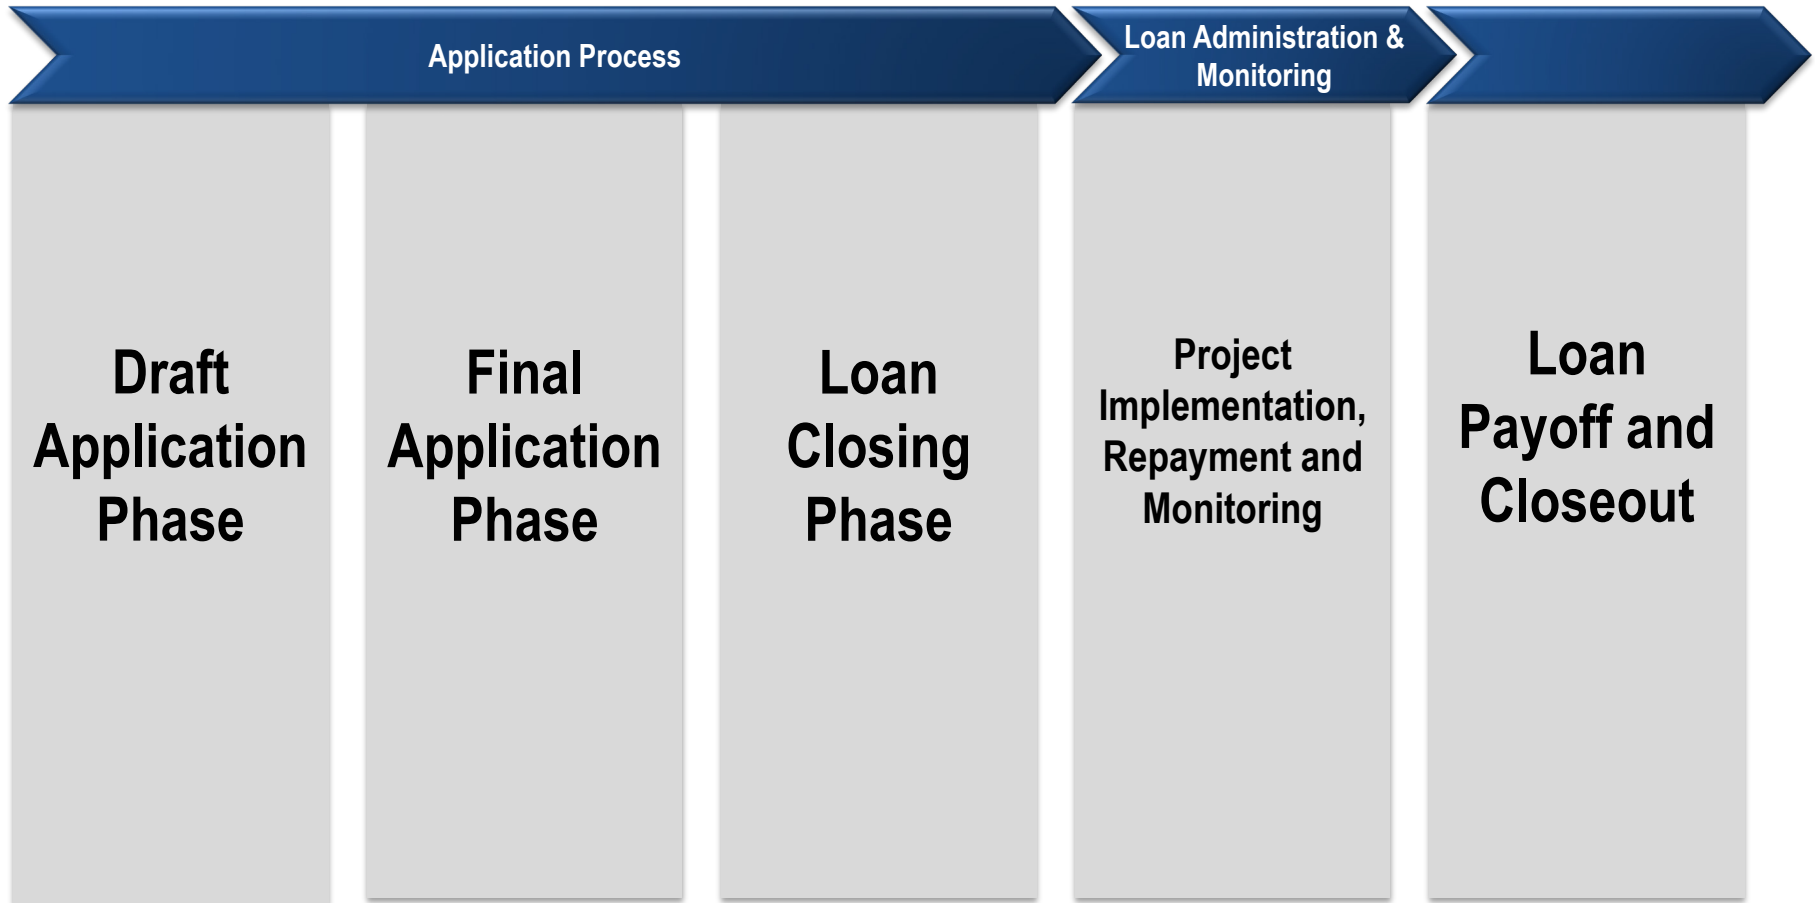 Application Process
Loan Administration &
Monitoring
Draft
Application
Phase
Final
Application
Phase
Loan
Closing
Phase
Project
Implementation,
Repayment and
Monitoring
Loan
Payoff and
Closeout